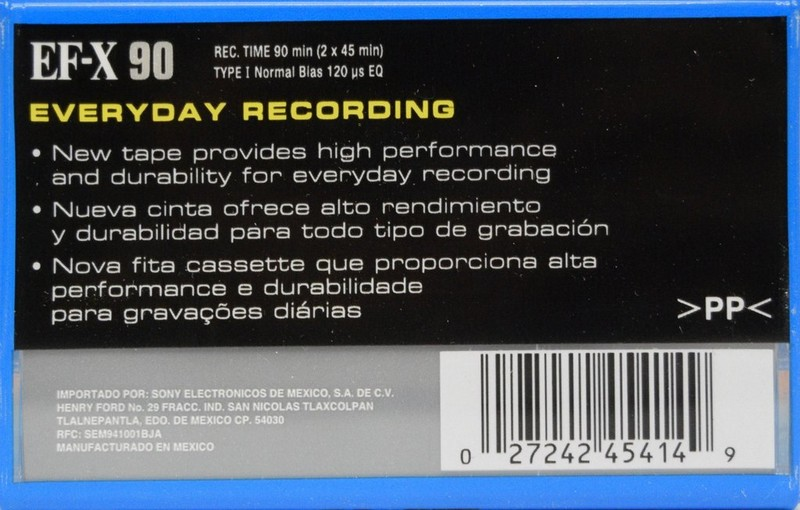 EF-X 90
REC. TIME 90 min (2 x 45 min)
TYPE I Normal Bias 120 µs EQ
EVERYDAY RECORDING
• New tape provides high performance
and durability for everyday recording
• Nueva cinta ofrece alto rendimiento
y durabilidad para todo tipo de grabación
• Nova fita cassette que proporciona alta
performance e durabilidade
para gravações diárias
>PP<
IMPORTADO POR: SONY ELECTRONICOS DE MEXICO, S.A. DE C.V.
HENRY FORD No. 29 FRACC. IND. SAN NICOLAS TLAXCOLPAN
TLALNEPANTLA, EDO. DE MEXICO CP. 54030
RFC: SEM941001BJA
MANUFACTURADO EN MEXICO
0 27242 45414 9